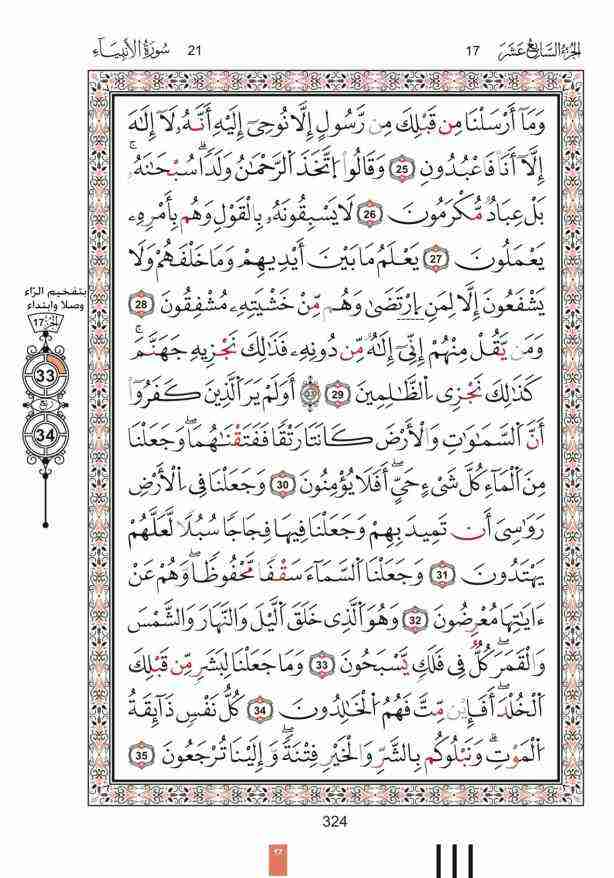 سُورَةُ الأَنبِيَاء 21
17 الجُزءُ السَّابِعَ عَشَرَ
وَمَآ أَرْسَلْنَا مِن قَبْلِكَ مِن رَّسُولٍ إِلَّا نُوحِىٓ إِلَيْهِ أَنَّهُۥ لَآ إِلَٰهَ
إِلَّآ أَنَا۠ فَٱعْبُدُونِ 25 وَقَالُوا۟ ٱتَّخَذَ ٱلرَّحْمَٰنُ وَلَدًا ۗ سُبْحَٰنَهُۥ ۚ
بَلْ عِبَادٌ مُّكْرَمُونَ 26 لَا يَسْبِقُونَهُۥ بِٱلْقَوْلِ وَهُم بِأَمْرِهِۦ
يَعْمَلُونَ 27 يَعْلَمُ مَا بَيْنَ أَيْدِيهِمْ وَمَا خَلْفَهُمْ وَلَا
يَشْفَعُونَ إِلَّا لِمَنِ ٱرْتَضَىٰ وَهُم مِّنْ خَشْيَتِهِۦ مُشْفِقُونَ 28
وَمَن يَقُلْ مِنْهُمْ إِنِّىٓ إِلَٰهٌ مِّن دُونِهِۦ فَذَٰلِكَ نَجْزِيهِ جَهَنَّمَ ۚ
كَذَٰلِكَ نَجْزِى ٱلظَّٰلِمِينَ 29 أَوَلَمْ يَرَ ٱلَّذِينَ كَفَرُوٓا۟
أَنَّ ٱلسَّمَٰوَٰتِ وَٱلْأَرْضَ كَانَتَا رَتْقًا فَفَتَقْنَٰهُمَا ۖ وَجَعَلْنَا
مِنَ ٱلْمَآءِ كُلَّ شَىْءٍ حَىٍّ ۖ أَفَلَا يُؤْمِنُونَ 30 وَجَعَلْنَا فِى ٱلْأَرْضِ
رَوَٰسِىَ أَن تَمِيدَ بِهِمْ وَجَعَلْنَا فِيهَا فِجَاجًا سُبُلًا لَّعَلَّهُمْ
يَهْتَدُونَ 31 وَجَعَلْنَا ٱلسَّمَآءَ سَقْفًا مَّحْفُوظًا ۖ وَهُمْ عَنْ
ءَايَٰتِهَا مُعْرِضُونَ 32 وَهُوَ ٱلَّذِى خَلَقَ ٱلَّيْلَ وَٱلنَّهَارَ وَٱلشَّمْسَ
وَٱلْقَمَرَ ۖ كُلٌّ فِى فَلَكٍ يَسْبَحُونَ 33 وَمَا جَعَلْنَا لِبَشَرٍ مِّن قَبْلِكَ
ٱلْخُلْدَ ۖ أَفَإِي۟ن مِّتَّ فَهُمُ ٱلْخَٰلِدُونَ 34 كُلُّ نَفْسٍ ذَآئِقَةُ
ٱلْمَوْتِ ۗ وَنَبْلُوكُم بِٱلشَّرِّ وَٱلْخَيْرِ فِتْنَةً ۖ وَإِلَيْنَا تُرْجَعُونَ 35
بتفخيم الرّاء
وصلا وابتداء
الجزء 17
33
34
324
17